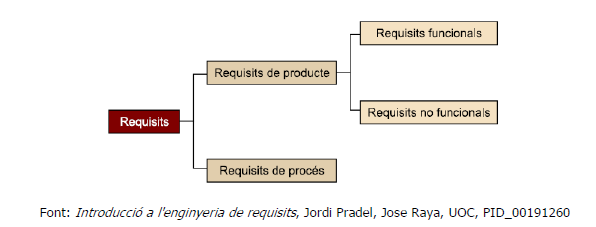 Requisits funcionals
Requisits de producte
Requisits no funcionals
Requisits
Requisits de procés
Font: Introducció a l'enginyeria de requisits, Jordi Pradel, Jose Raya, UOC, PID_00191260